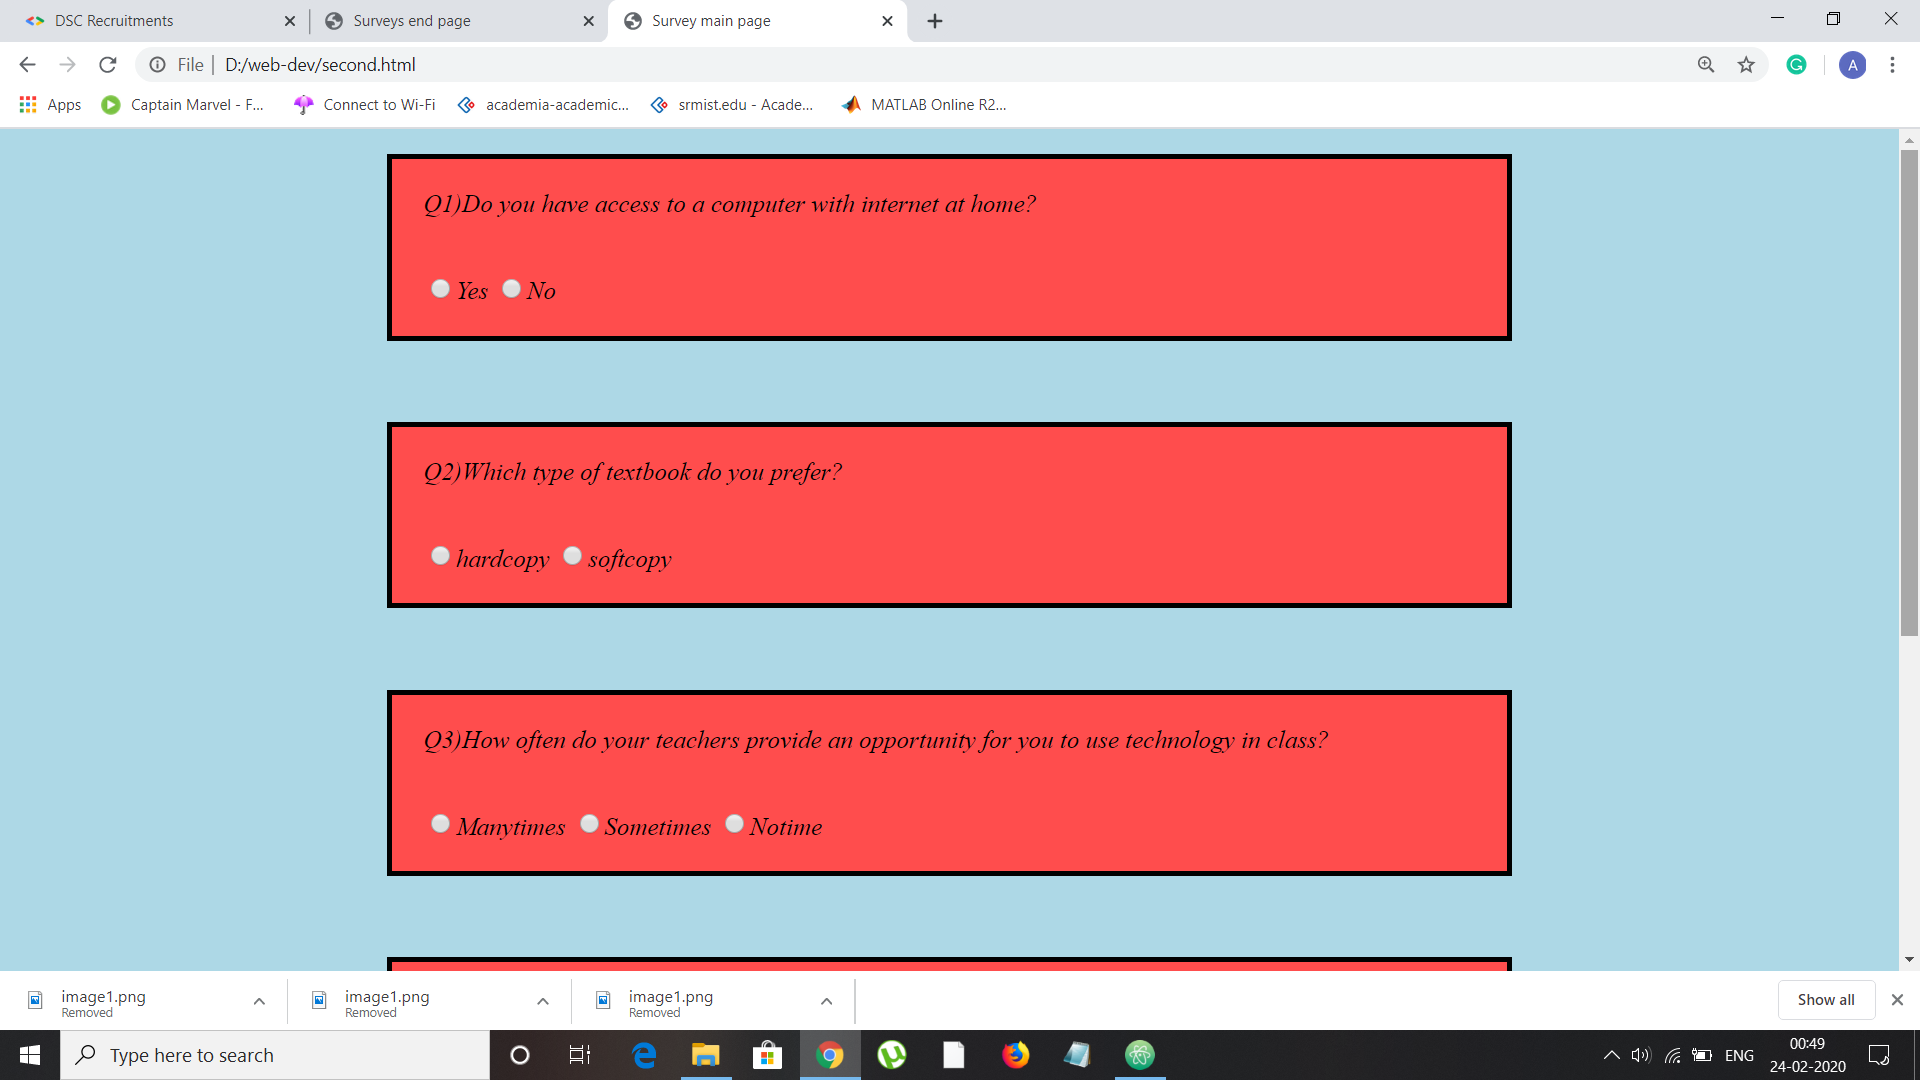 DSC Recruitments
Surveys end page
Survey main page
File
D:/web-dev/second.html
A
Apps
Captain Marvel - F...
Connect to Wi-Fi
academia-academic...
srmist.edu - Acade...
MATLAB Online R2...
Q1)Do you have access to a computer with internet at home?
Yes No
Q2)Which type of textbook do you prefer?
hardcopy softcopy
Q3)How often do your teachers provide an opportunity for you to use technology in class?
Manytimes Sometimes Notime
image1.png
Removed
image1.png
Removed
image1.png
Removed
Show all
Type here to search
ENG
00:49
24-02-2020